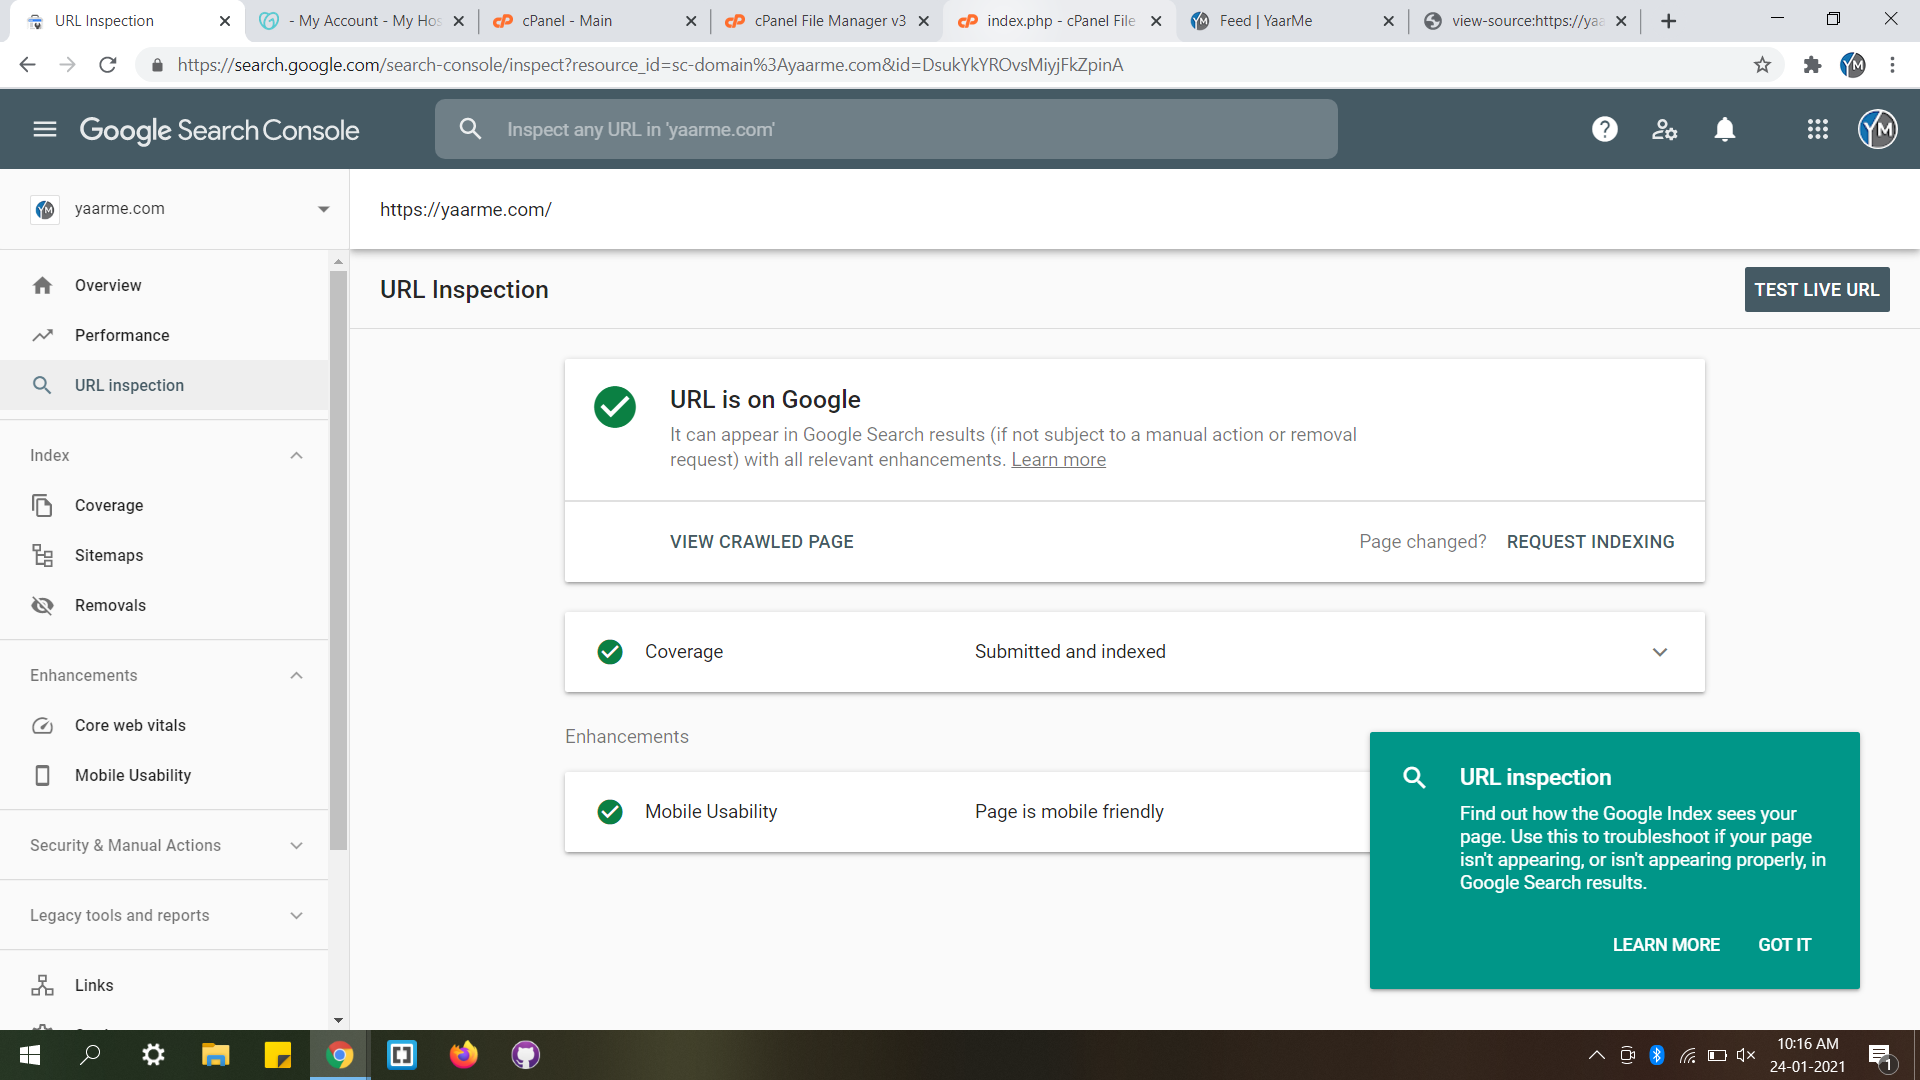 URL Inspection
- My Account - My Hos
cPanel - Main
cPanel File Manager v3
index.php - cPanel File
Feed | YaarMe
view-source:https://yaa
https://search.google.com/search-console/inspect?resource_id=sc-domain%3Ayaarme.com&id=DsukYkYROvsMiyjFkZpinA
Google Search Console
Inspect any URL in 'yaarme.com'
YM
yaarme.com
https://yaarme.com/
Overview
Performance
URL inspection
Index
Coverage
Sitemaps
Removals
Enhancements
Core web vitals
Mobile Usability
Security & Manual Actions
Legacy tools and reports
Links
URL Inspection
TEST LIVE URL
URL is on Google
It can appear in Google Search results (if not subject to a manual action or removal
request) with all relevant enhancements. Learn more
VIEW CRAWLED PAGE
Page changed? REQUEST INDEXING
Coverage
Submitted and indexed
Enhancements
Mobile Usability
Page is mobile friendly
URL inspection
Find out how the Google Index sees your
page. Use this to troubleshoot if your page
isn't appearing, or isn't appearing properly, in
Google Search results.
LEARN MORE
GOT IT
10:16 AM
24-01-2021
1